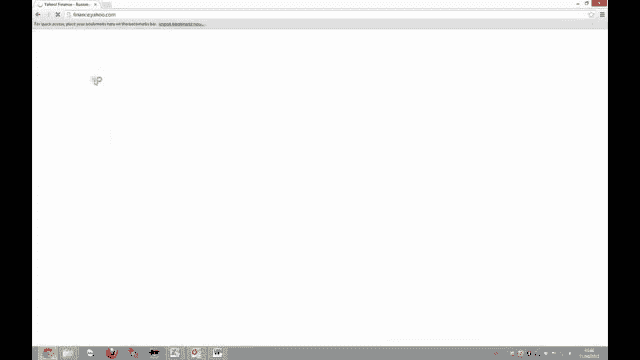 Yahoo! Finance - Business
finance.yahoo.com
For quick access, place your bookmarks here on the bookmarks bar. Import bookmarks now...